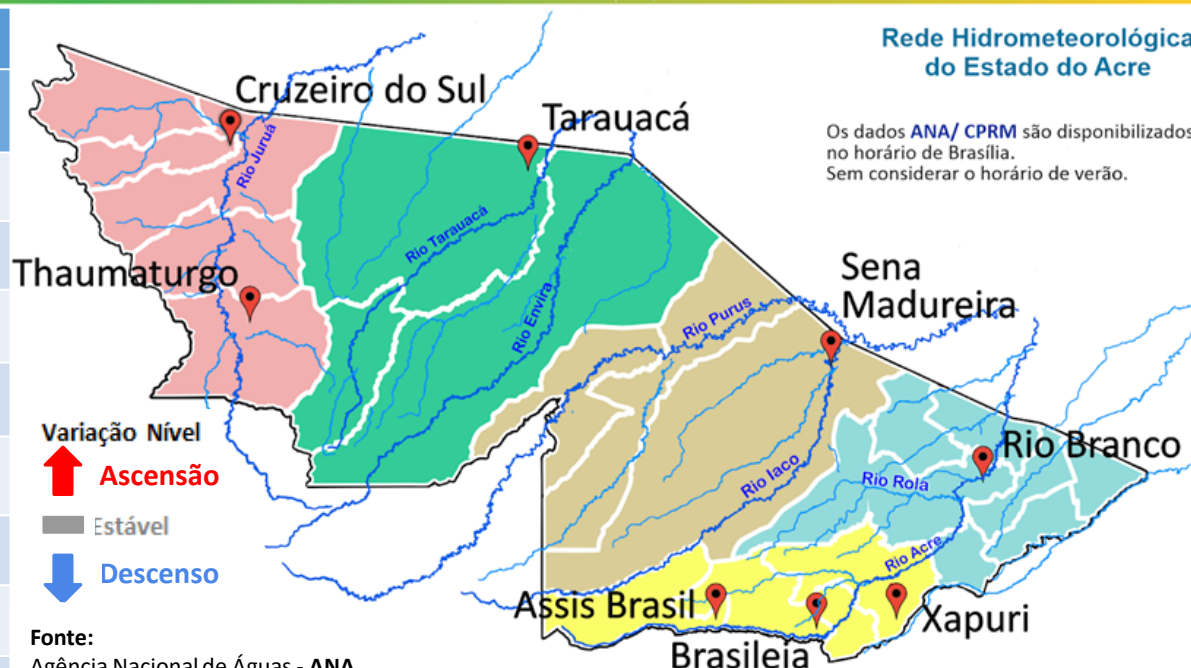 Rede Hidrometeorológica
do Estado do Acre
Os dados ANA/ CPRM são disponibilizados
no horário de Brasília.
Sem considerar o horário de verão.
Cruzeiro do Sul
Tarauacá
Rio Juruá
Rio Tarauacá
Thaumaturgo
Sena
Madureira
Rio Envira
Rio Purus
Variação Nível
Ascensão
Estável
Descenso
Rio Branco
Rio Iaco
Rio Rola
Rio Acre
Assis Brasil
Xapuri
Brasileia
Fonte:
Agência Nacional de Águas - ANA